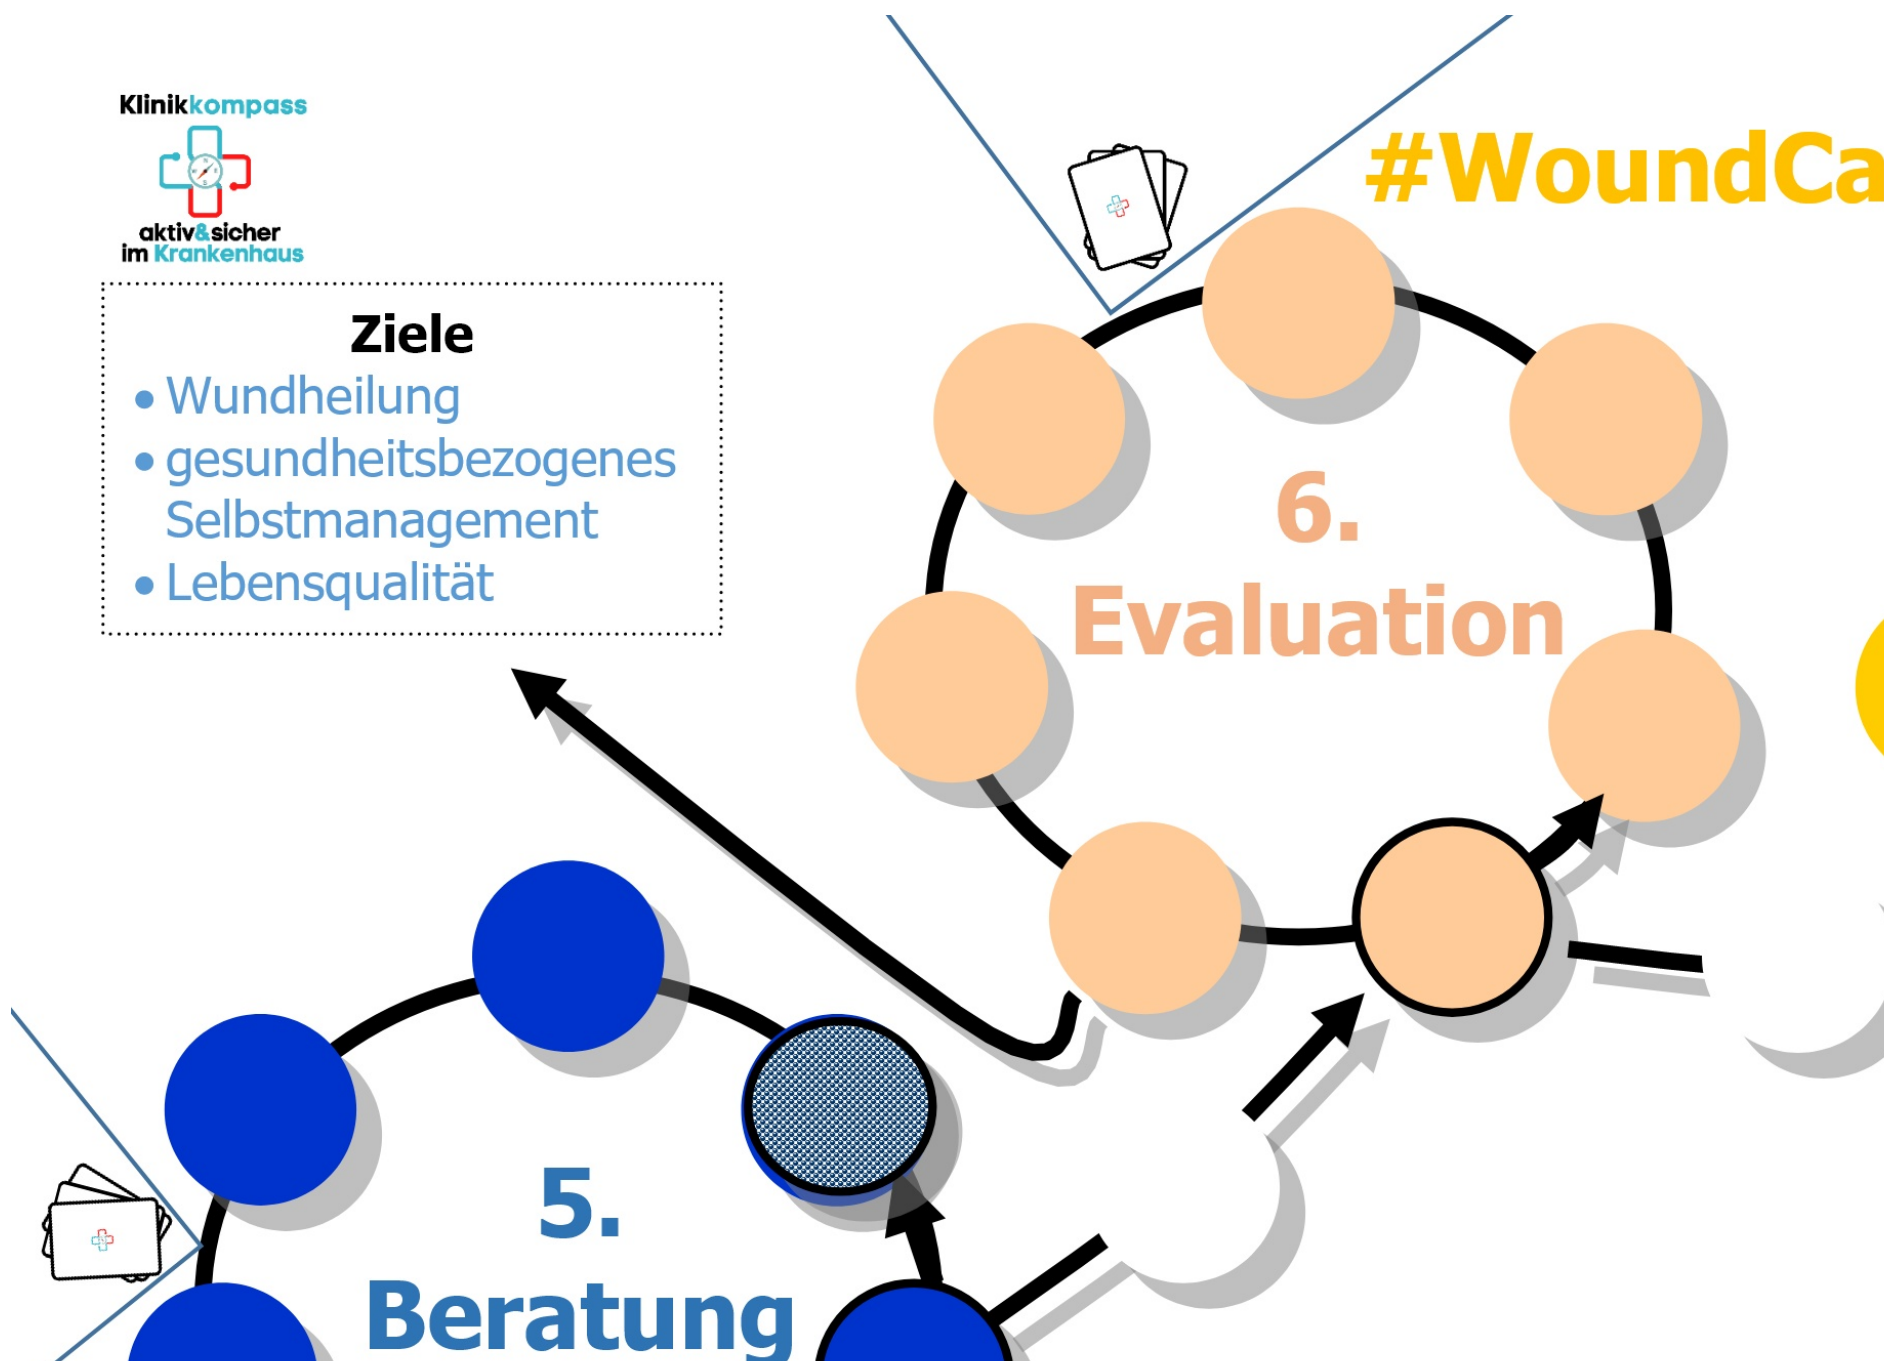 Klinikkompass
aktiv&sicher
im Krankenhaus
#WoundCa
Ziele
• Wundheilung
• gesundheitsbezogenes
Selbstmanagement
• Lebensqualität
6.
Evaluation
5.
Beratung